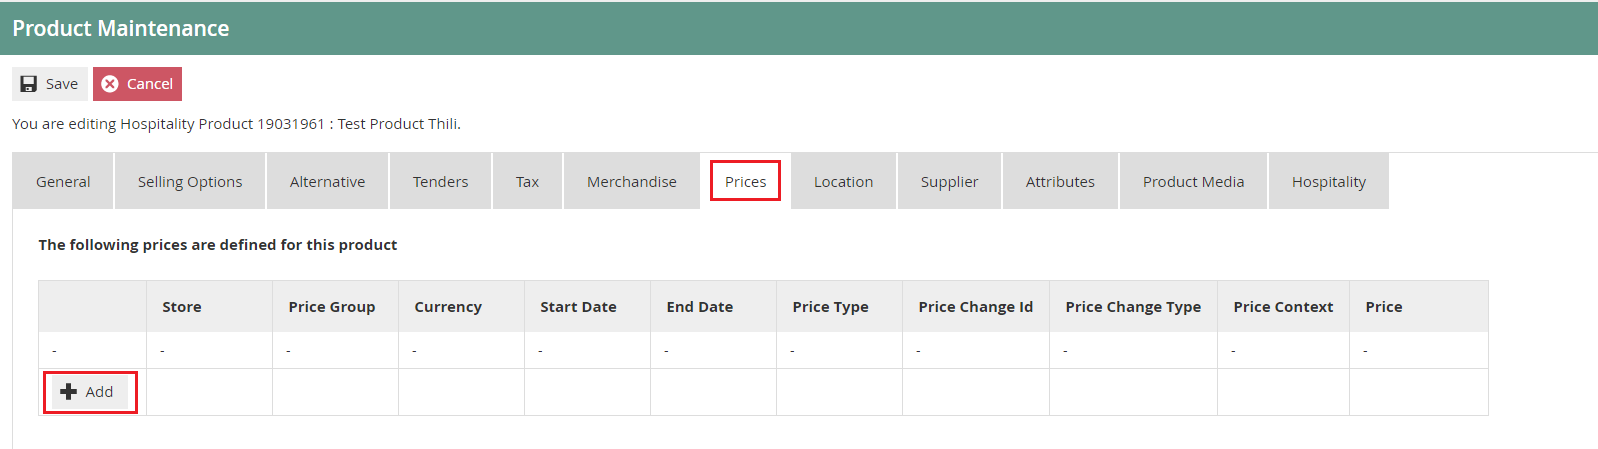 Product Maintenance
Save Cancel
You are editing Hospitality Product 19031961 : Test Product Thili.
General Selling Options Alternative Tenders Tax Merchandise Prices Location Supplier Attributes Product Media Hospitality
The following prices are defined for this product
Store Price Group Currency Start Date End Date Price Type Price Change Id Price Change Type Price Context Price
- - - - - - - - - - -
Add